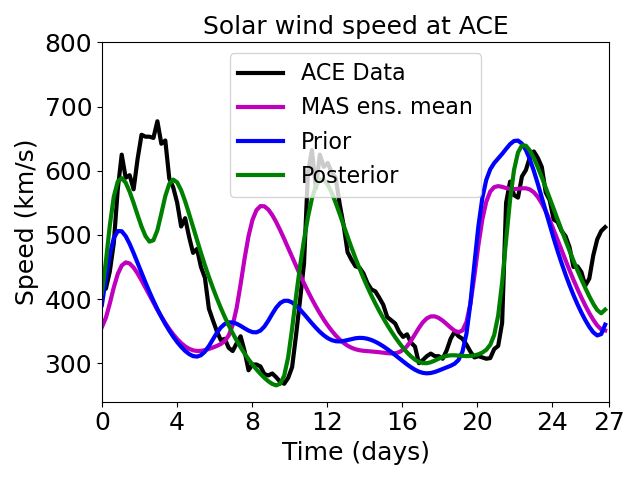 Solar wind speed at ACE
800
700
600
500
400
300
Speed (km/s)
ACE Data
MAS ens. mean
Prior
Posterior
0 4 8 12 16 20 24 27
Time (days)